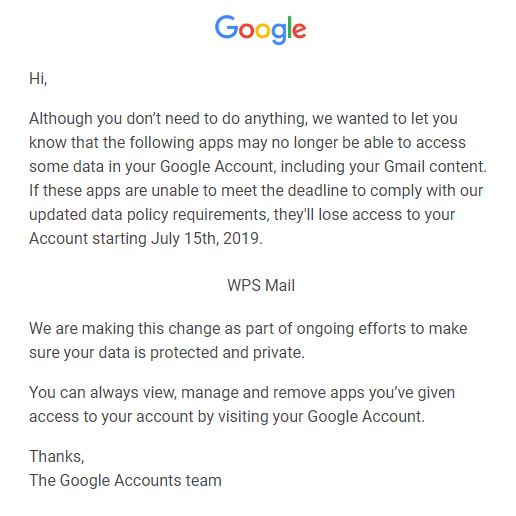 Google
Hi,
Although you don’t need to do anything, we wanted to let you
know that the following apps may no longer be able to access
some data in your Google Account, including your Gmail content.
If these apps are unable to meet the deadline to comply with our
updated data policy requirements, they'll lose access to your
Account starting July 15th, 2019.
WPS Mail
We are making this change as part of ongoing efforts to make
sure your data is protected and private.
You can always view, manage and remove apps you’ve given
access to your account by visiting your Google Account.
Thanks,
The Google Accounts team